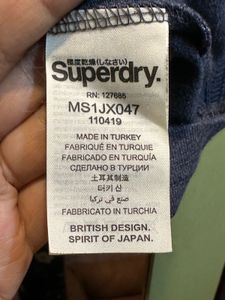 極度乾燥(しなさい)
Superdry.
RN: 127685
MS1JX047
110419
MADE IN TURKEY
FABRIQUÉ EN TURQUIE
FABRICADO EN TURQUÍA
СДЕЛАНО В ТУРЦИИ
土耳其制造
터키 산
صنع في تركيا
FABBRICATO IN TURCHIA
BRITISH DESIGN.
SPIRIT OF JAPAN.